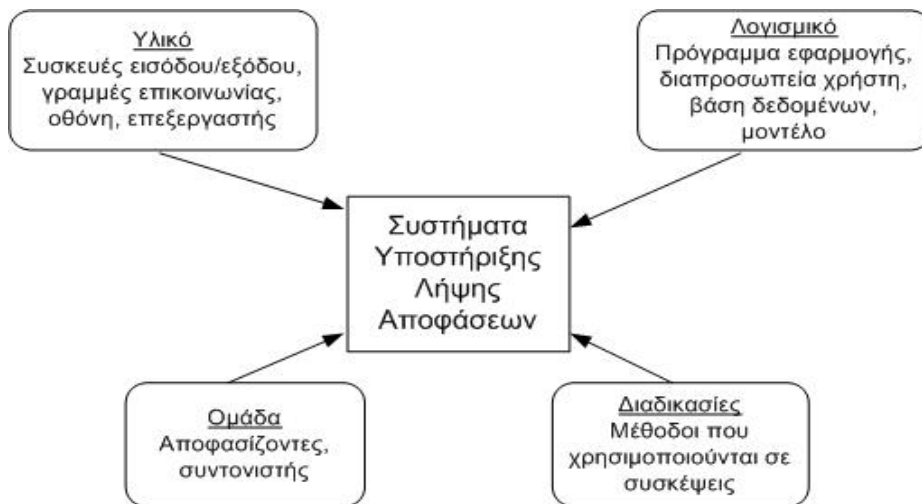 Υλικό
Συσκευές εισόδου/εξόδου,
γραμμές επικοινωνίας,
οθόνη, επεξεργαστής
Λογισμικό
Πρόγραμμα εφαρμογής,
διαπροσωπεία χρήστη,
βάση δεδομένων,
μοντέλο
Συστήματα
Υποστήριξης
Λήψης
Αποφάσεων
Ομάδα
Αποφασίζοντες,
συντονιστής
Διαδικασίες
Μέθοδοι που
χρησιμοποιούνται σε
συσκέψεις